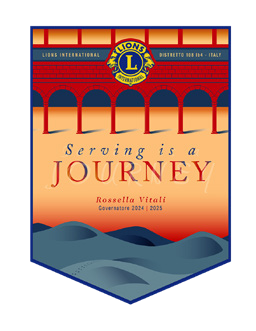 LIONS
LIONS INTERNATIONAL
L
DISTRETTO 108 Ib4 - ITALY
INTERNATIONAL
Serving is a
JOURNEY
Rossella Vitali
Governatore 2024 | 2025